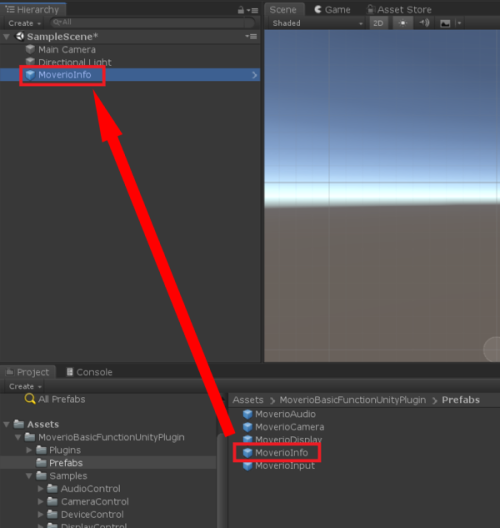 Hierarchy
Create
All
SampleScene*
Main Camera
Directional Light
MoverioInfo
Scene
Game
Asset Store
Shaded
2D
Project
Console
Create
All Prefabs
Assets
MoverioBasicFunctionUnityPlugin
Plugins
Prefabs
Samples
AudioControl
CameraControl
DeviceControl
DisplayControl
Assets > MoverioBasicFunctionUnityPlugin > Prefabs
MoverioAudio
MoverioCamera
MoverioDisplay
MoverioInfo
MoverioInput